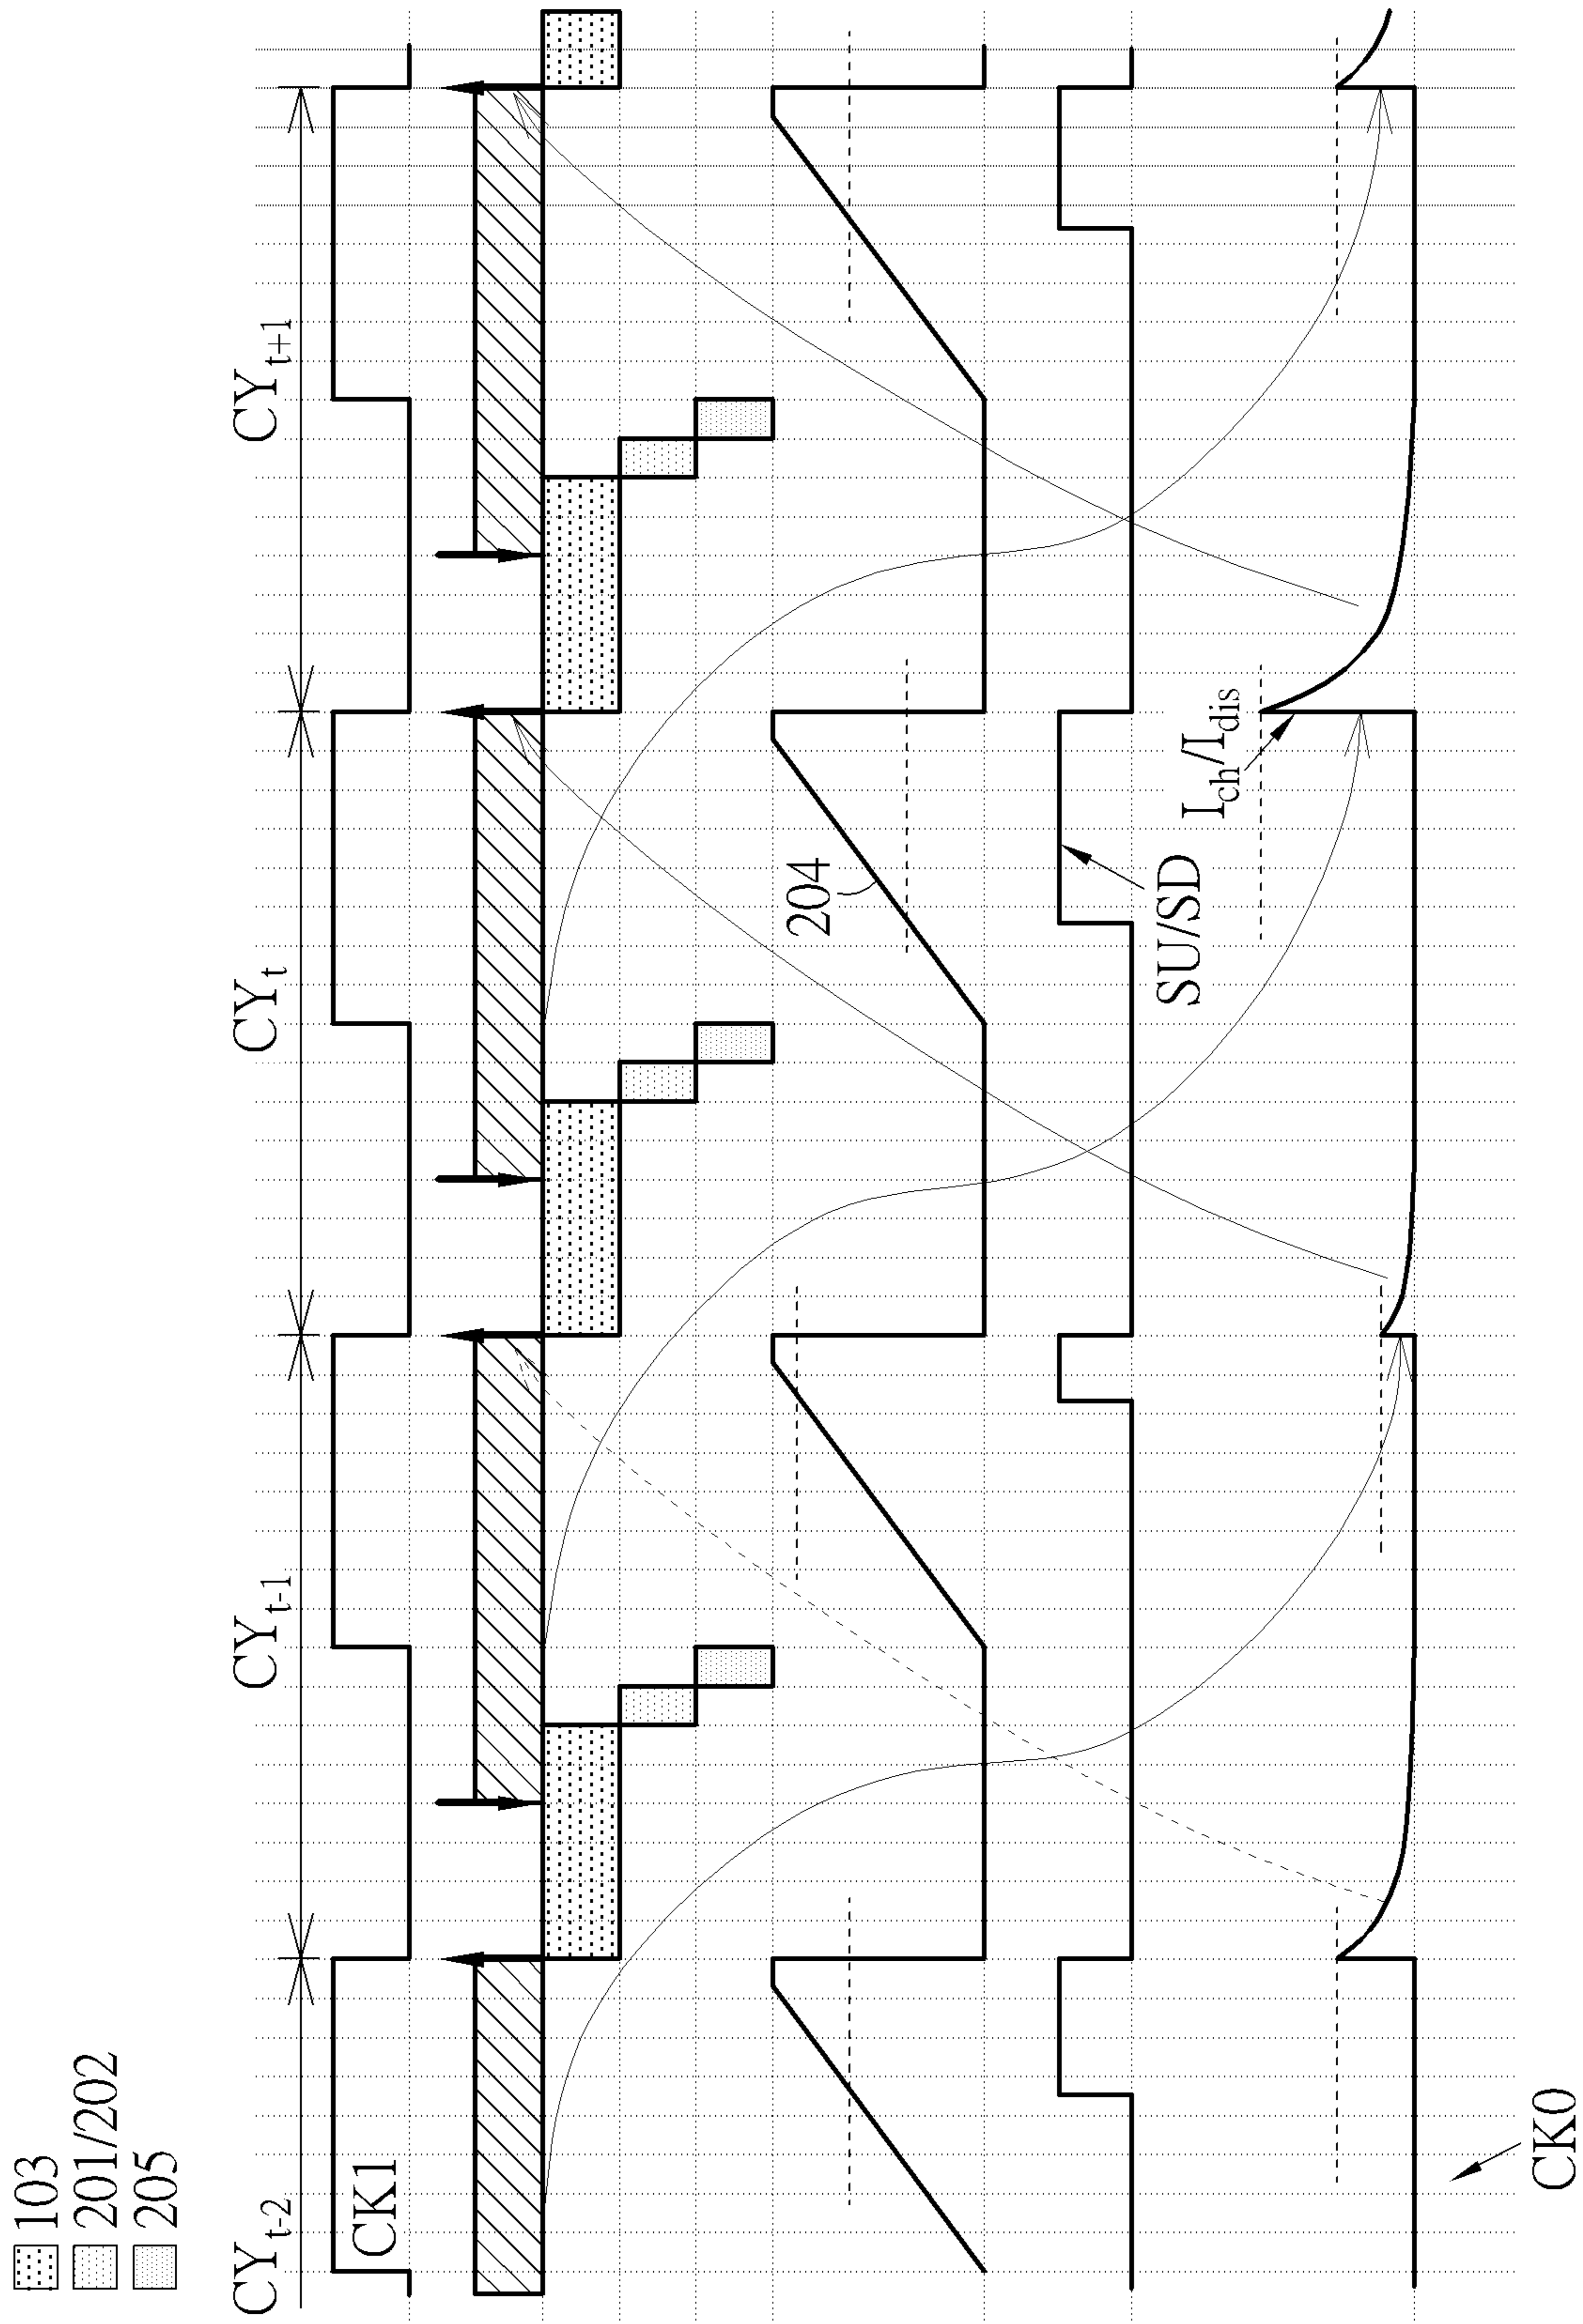 103
201/202
205
CYt-2
CYt-1
CYt
CYt+1
CK1
204
SU/SD
Ich/Idis
CK0